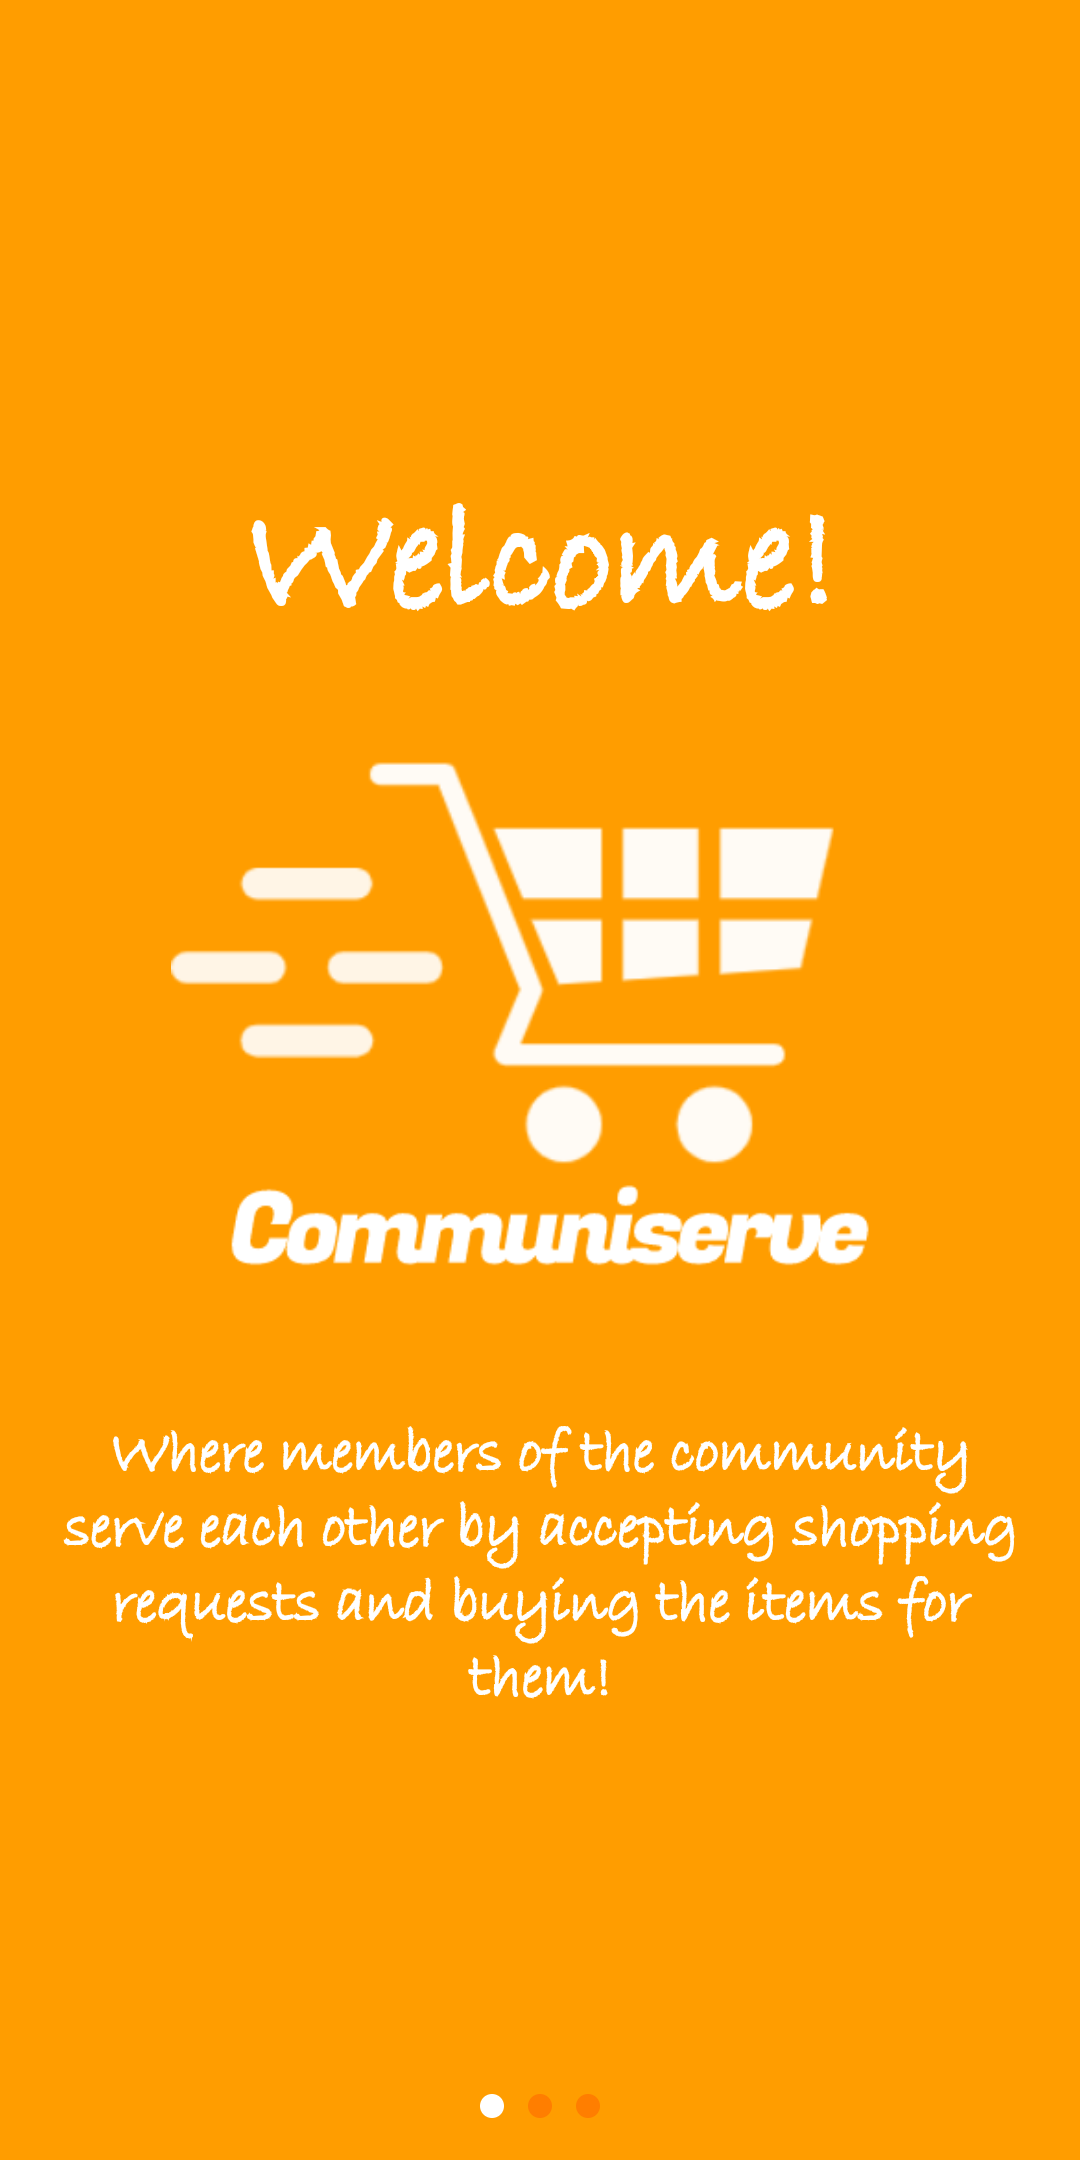 Welcome!
Communiserve
Where members of the community
serve each other by accepting shopping
requests and buying the items for
them!